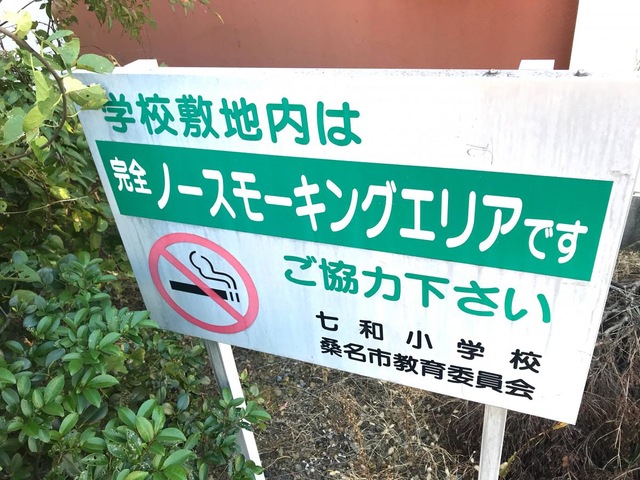 学校敷地内は
完全 ノースモーキングエリアです
ご協力下さい
七和小学校
桑名市教育委員会